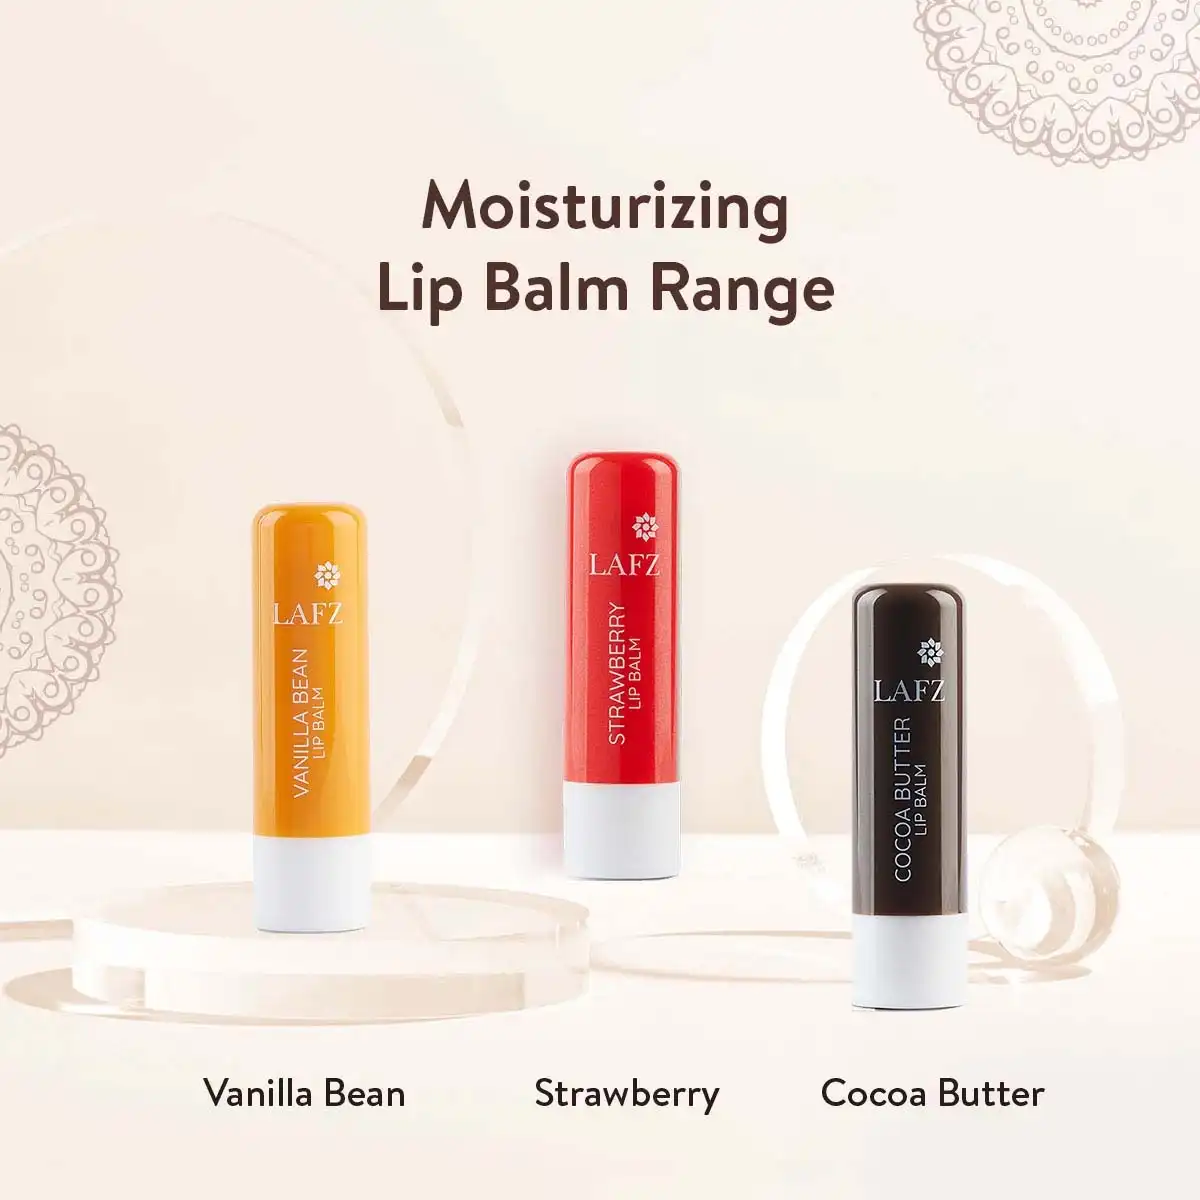 Moisturizing
Lip Balm Range
LAFZ
VANILLA BEAN
LIP BALM
LAFZ
STRAWBERRY
LIP BALM
LAFZ
COCOA BUTTER
LIP BALM
Vanilla Bean
Strawberry
Cocoa Butter